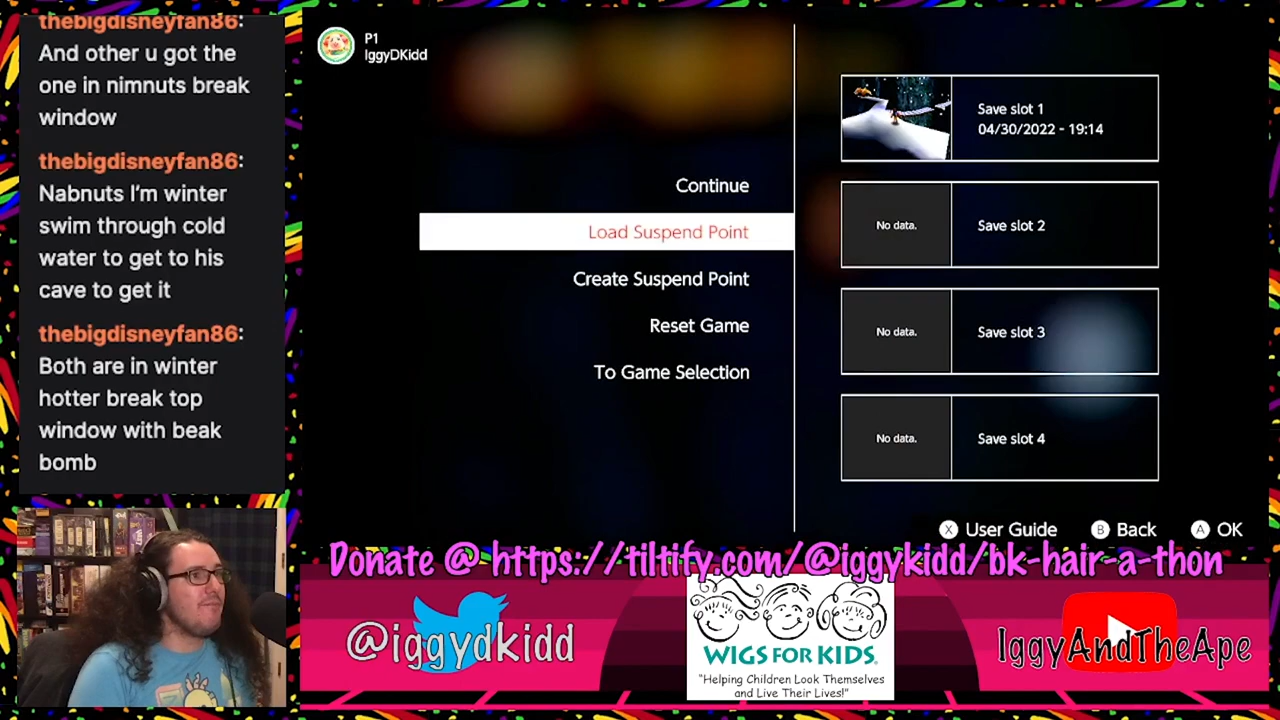 thebigdisneyfan86:
And other u got the
one in nimnuts break
window
thebigdisneyfan86:
Nabnuts I'm winter
swim through cold
water to get to his
cave to get it
thebigdisneyfan86:
Both are in winter
hotter break top
window with beak
bomb
P1
IggyDKidd
Continue
Load Suspend Point
Create Suspend Point
Reset Game
To Game Selection
Save slot 1
04/30/2022 - 19:14
No data.
Save slot 2
No data.
Save slot 3
No data.
Save slot 4
X User Guide
B Back
A OK
Donate @ https://tiltify.com/@iggykidd/bk-hair-a-thon
@iggydkidd
WIGS FOR KIDS®
"Helping Children Look Themselves
and Live Their Lives!"
IggyAndTheApe